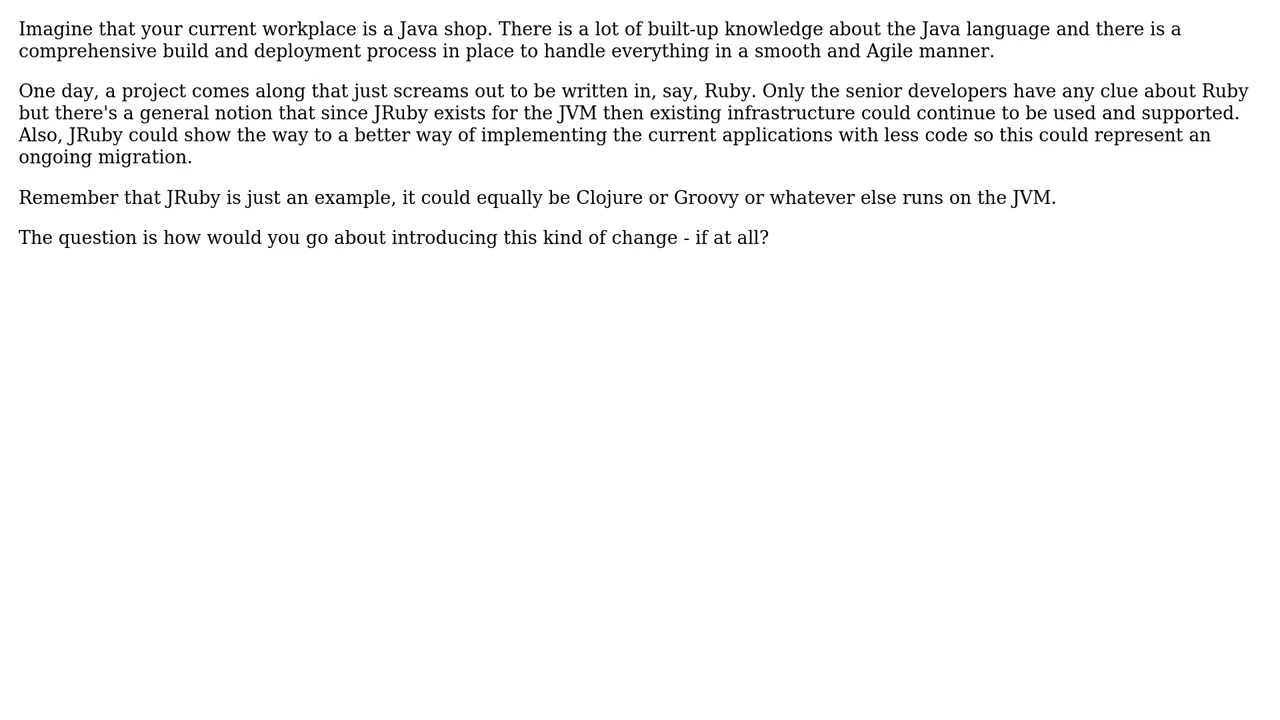 Imagine that your current workplace is a Java shop. There is a lot of built-up knowledge about the Java language and there is a
comprehensive build and deployment process in place to handle everything in a smooth and Agile manner.
One day, a project comes along that just screams out to be written in, say, Ruby. Only the senior developers have any clue about Ruby
but there's a general notion that since JRuby exists for the JVM then existing infrastructure could continue to be used and supported.
Also, JRuby could show the way to a better way of implementing the current applications with less code so this could represent an
ongoing migration.
Remember that JRuby is just an example, it could equally be Clojure or Groovy or whatever else runs on the JVM.
The question is how would you go about introducing this kind of change - if at all?